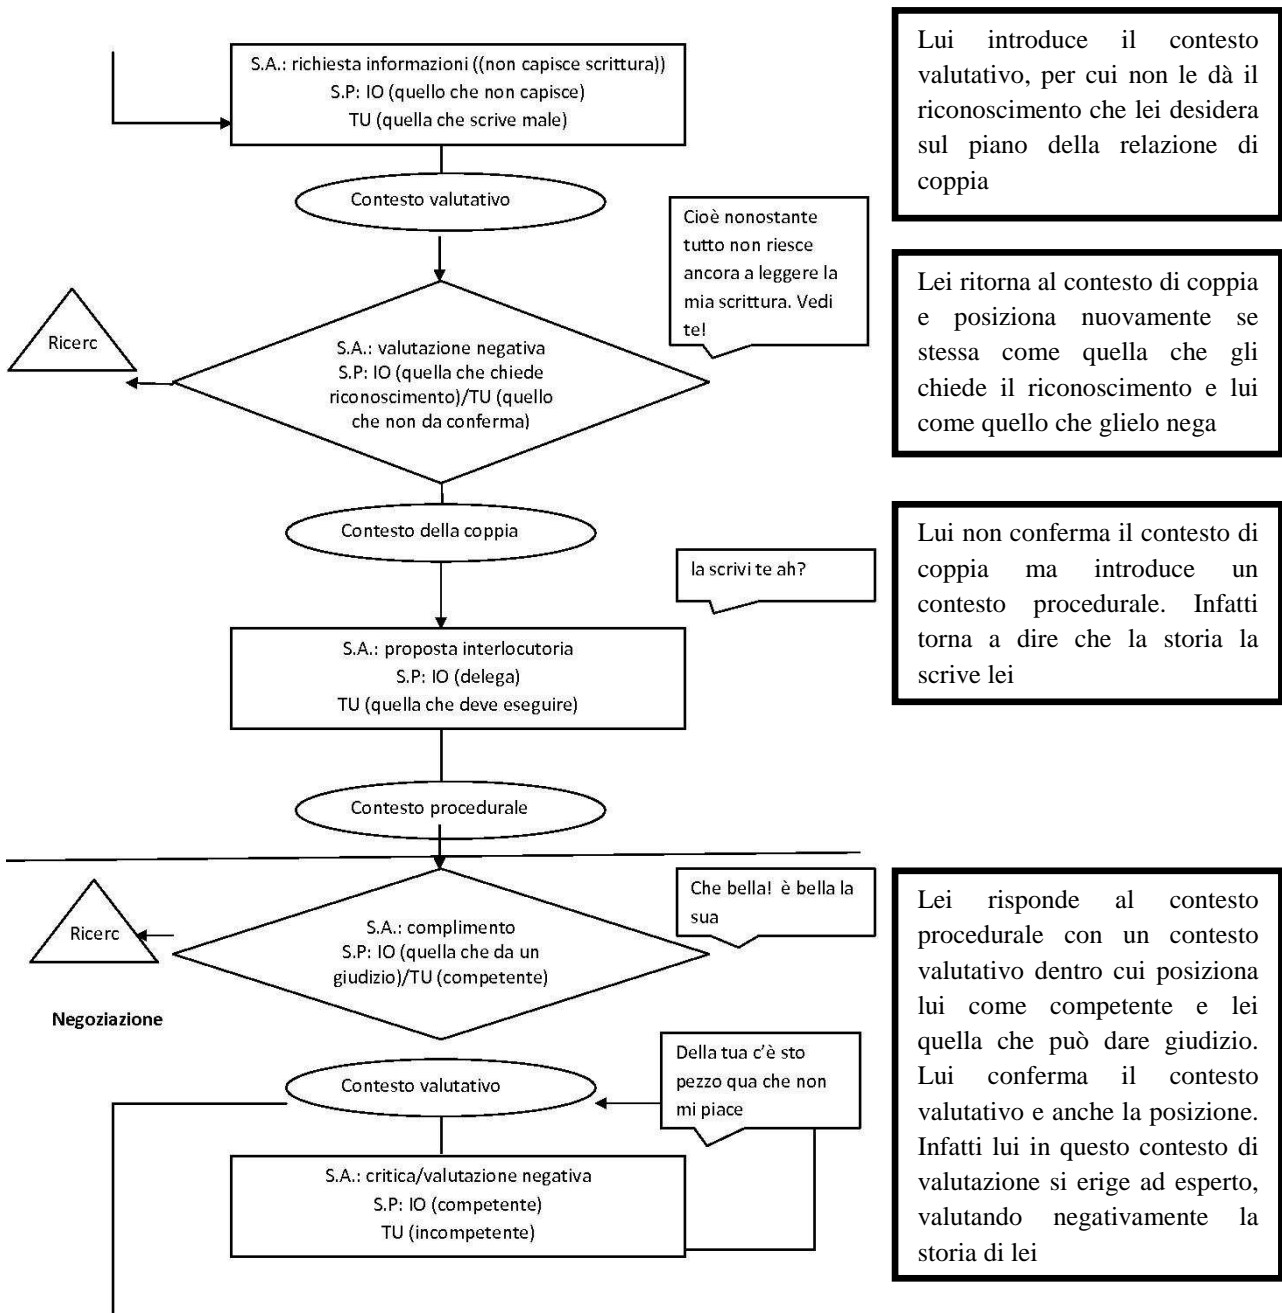 S.A.: richiesta informazioni ((non capisce scrittura))
S.P: IO (quello che non capisce)
TU (quella che scrive male)
Lui introduce il contesto
valutativo, per cui non le dà il
riconoscimento che lei desidera
sul piano della relazione di
coppia
Contesto valutativo
Cioè nonostante
tutto non riesce
ancora a leggere la
mia scrittura. Vedi
te!
Ricerc
S.A.: valutazione negativa
S.P: IO (quella che chiede
riconoscimento)/TU (quello
che non da conferma)
Lei ritorna al contesto di coppia
e posiziona nuovamente se
stessa come quella che gli
chiede il riconoscimento e lui
come quello che glielo nega
Contesto della coppia
la scrivi te ah?
Lui non conferma il contesto di
coppia ma introduce un
contesto procedurale. Infatti
torna a dire che la storia la
scrive lei
S.A.: proposta interlocutoria
S.P: IO (delega)
TU (quella che deve eseguire)
Contesto procedurale
Che bella! è bella la
sua
Ricerc
S.A.: complimento
S.P: IO (quella che da un
giudizio)/TU (competente)
Negoziazione
Lei risponde al contesto
procedurale con un contesto
valutativo dentro cui posiziona
lui come competente e lei
quella che può dare giudizio.
Lui conferma il contesto
valutativo e anche la posizione.
Infatti lui in questo contesto di
valutazione si erige ad esperto,
valutando negativamente la
storia di lei
Della tua c'è sto
pezzo qua che non
mi piace
Contesto valutativo
S.A.: critica/valutazione negativa
S.P: IO (competente)
TU (incompetente)